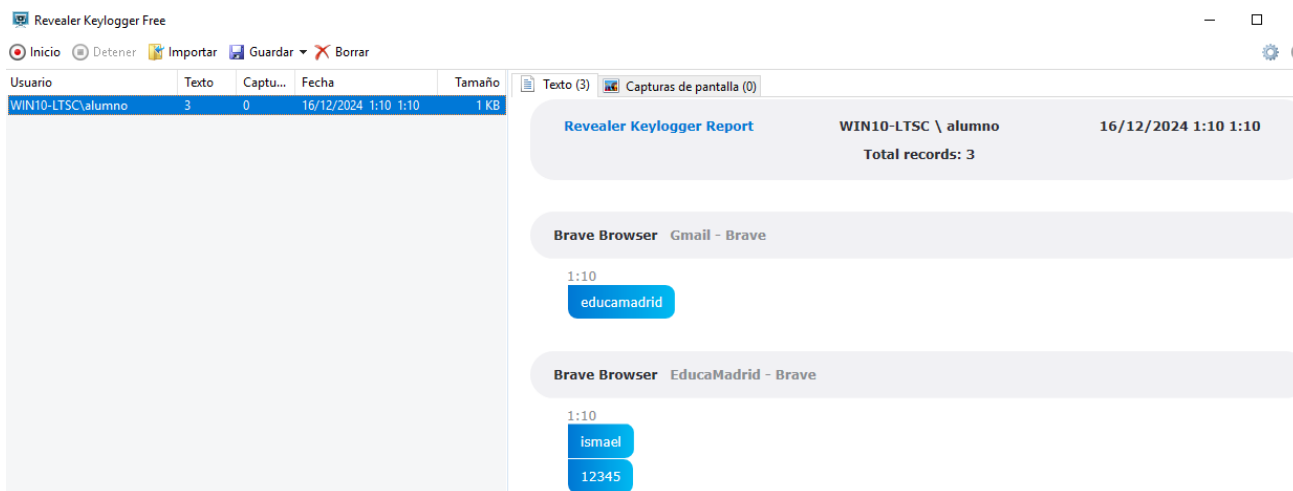 Revealer Keylogger Free
Inicio Detener Importar Guardar Borrar
Usuario Texto Captu... Fecha Tamaño
WIN10-LTSC\alumno 3 0 16/12/2024 1:10 1:10 1 KB
Texto (3) Capturas de pantalla (0)
Revealer Keylogger Report WIN10-LTSC \ alumno 16/12/2024 1:10 1:10
Total records: 3
Brave Browser Gmail - Brave
1:10
educamadrid
Brave Browser EducaMadrid - Brave
1:10
ismael
12345